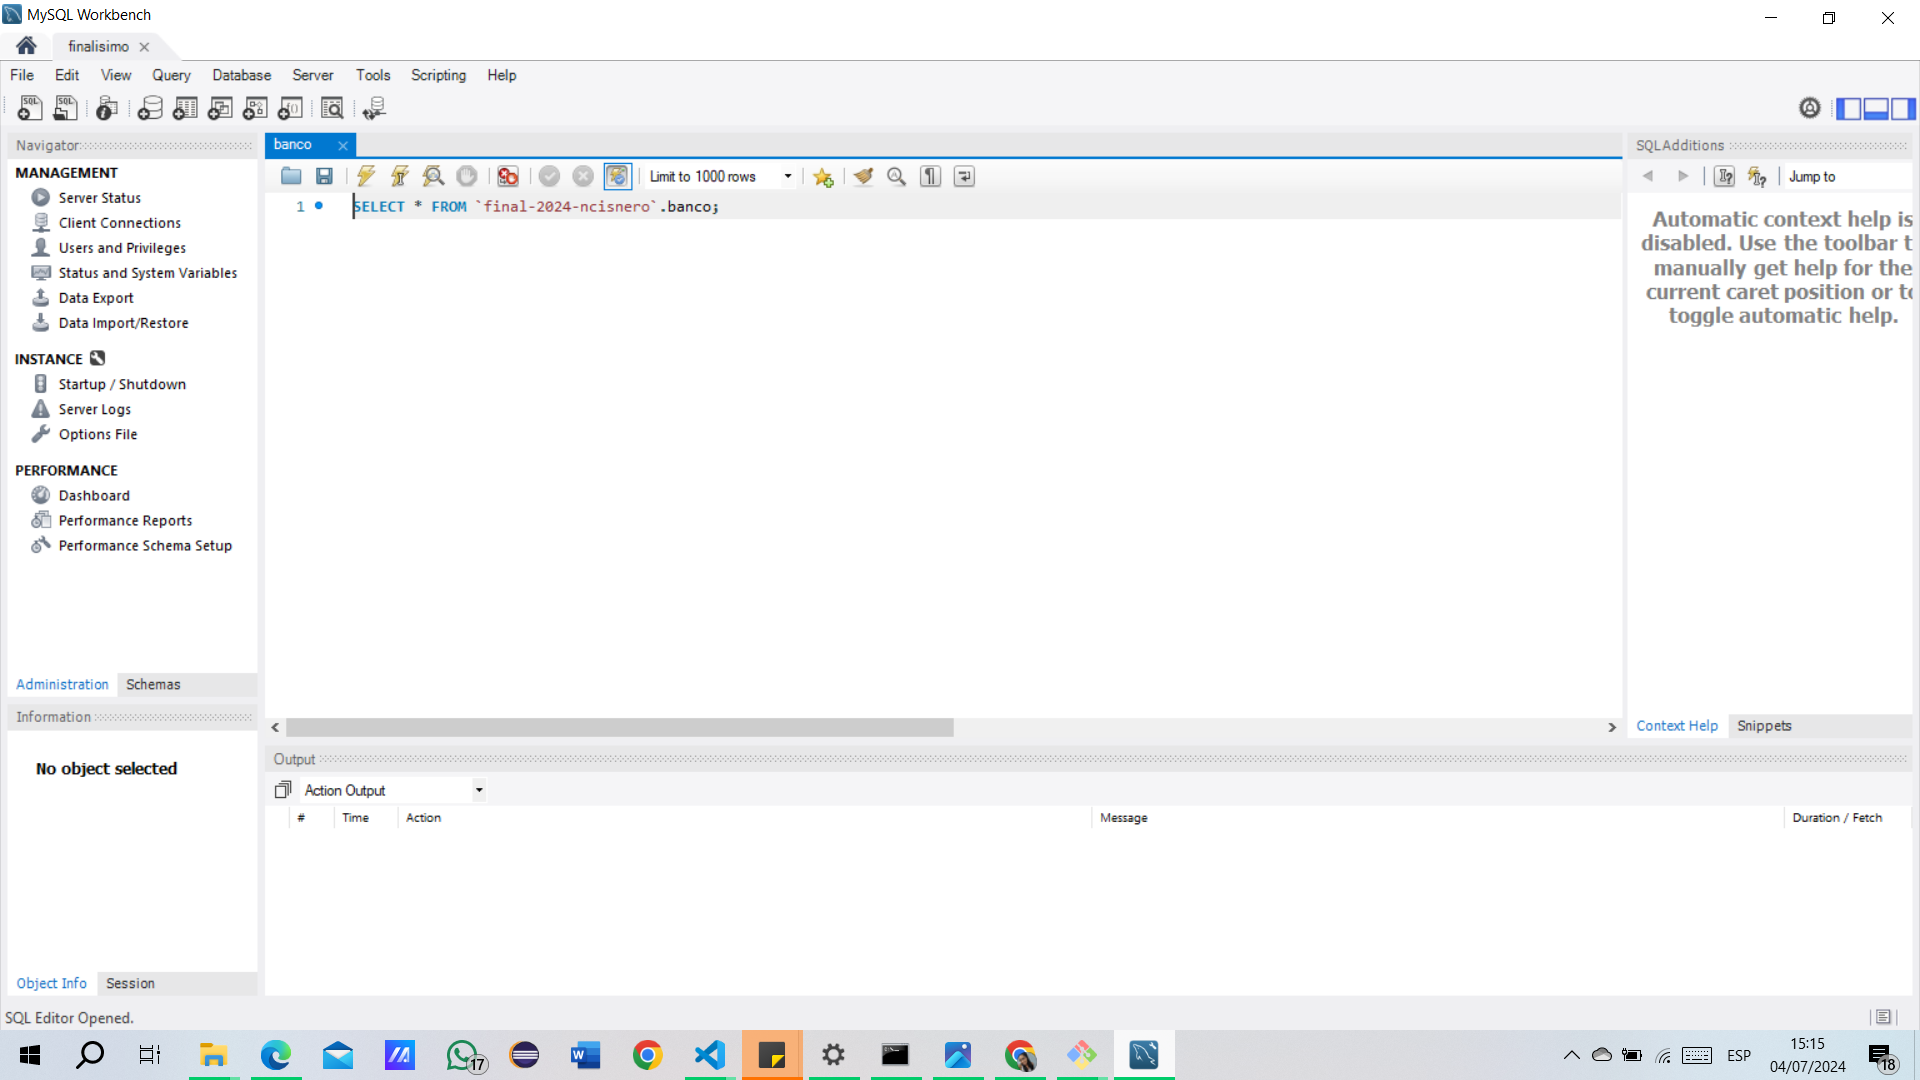 MySQL Workbench
finalisimo
File Edit View Query Database Server Tools Scripting Help
Navigator
MANAGEMENT
Server Status
Client Connections
Users and Privileges
Status and System Variables
Data Export
Data Import/Restore
INSTANCE
Startup / Shutdown
Server Logs
Options File
PERFORMANCE
Dashboard
Performance Reports
Performance Schema Setup
Administration Schemas
Information
No object selected
Object Info Session
banco
Limit to 1000 rows
1 SELECT * FROM `final-2024-ncisnero`.banco;
SQLAdditions
Jump to
Automatic context help is
disabled. Use the toolbar t
manually get help for the
current caret position or to
toggle automatic help.
Context Help Snippets
Output
Action Output
# Time Action Message Duration / Fetch
SQL Editor Opened.
17
ESP
15:15
04/07/2024
18